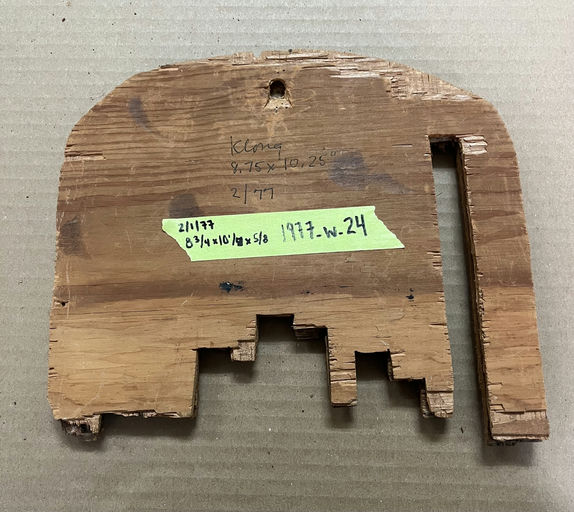 Klong
8.75 x 10.25"
2/77
2/1/77
8 3/4 x 10 1/4 x 5/8
1977-W-24